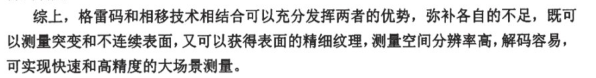 综上，格雷码和相移技术相结合可以充分发挥两者的优势，弥补各自的不足，既可
以测量突变和不连续表面，又可以获得表面的精细纹理，测量空间分辨率高，解码容易，
可实现快速和高精度的大场景测量。